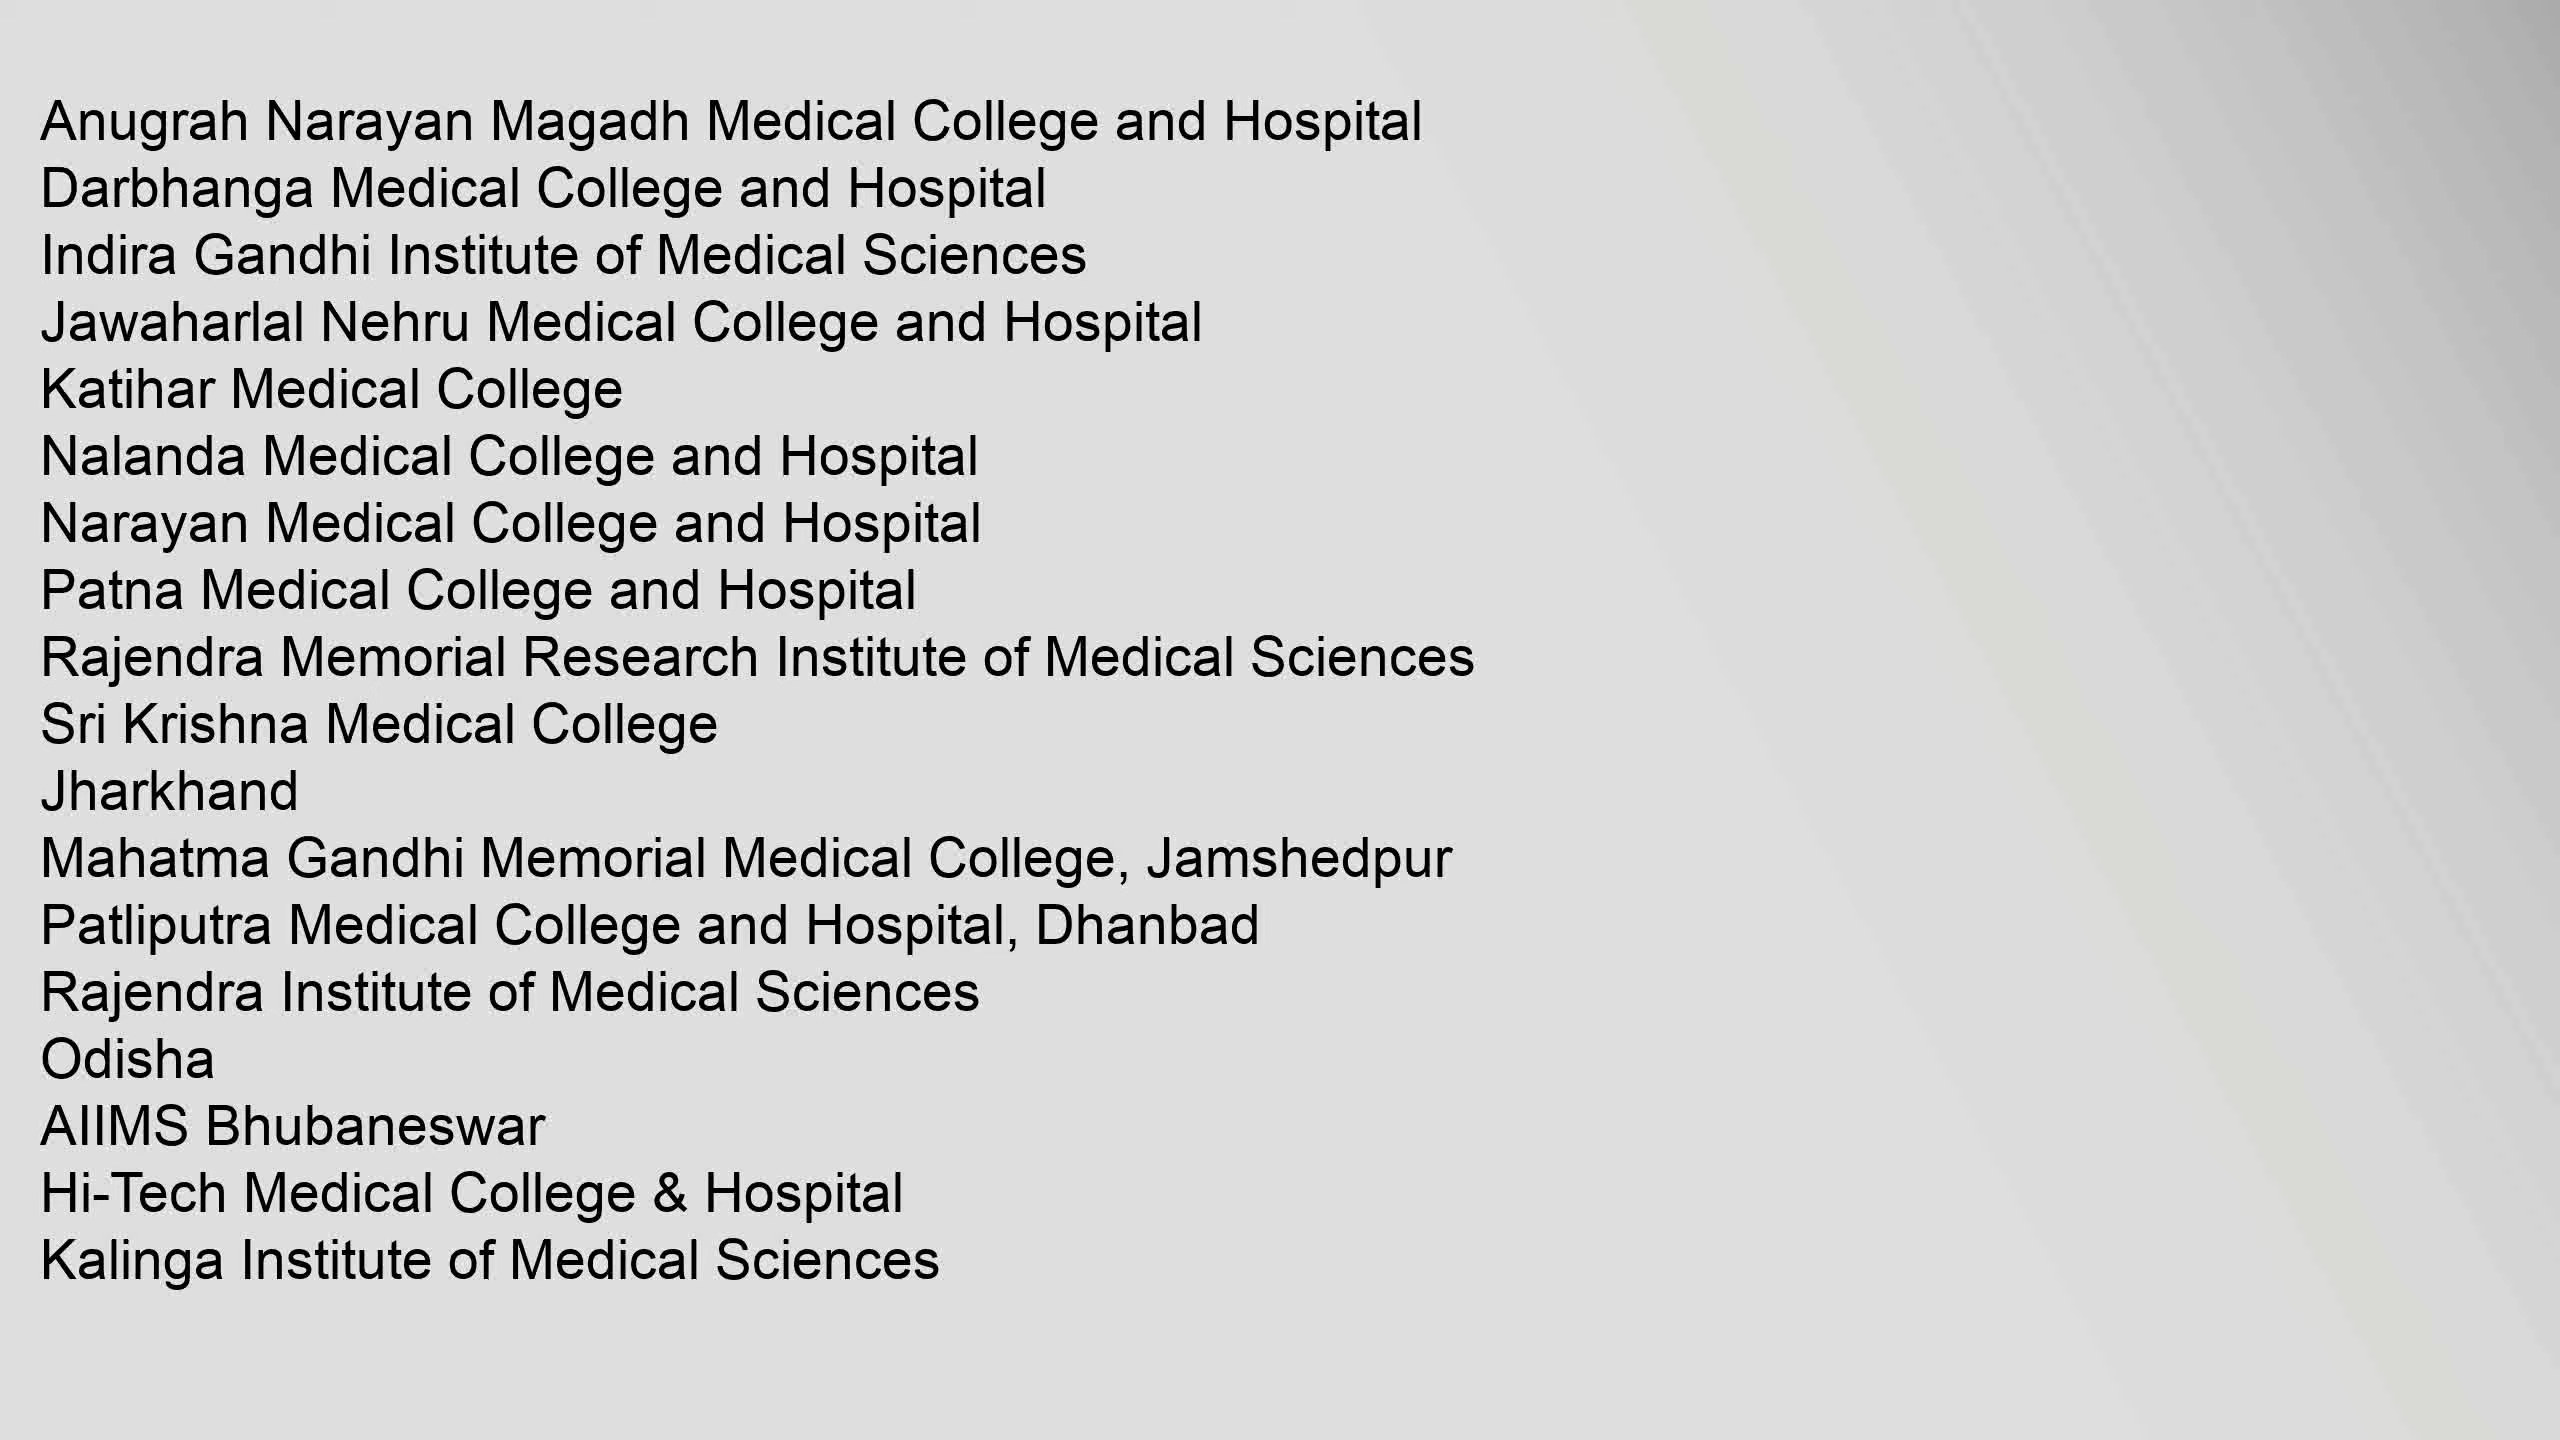 Anugrah Narayan Magadh Medical College and Hospital
Darbhanga Medical College and Hospital
Indira Gandhi Institute of Medical Sciences
Jawaharlal Nehru Medical College and Hospital
Katihar Medical College
Nalanda Medical College and Hospital
Narayan Medical College and Hospital
Patna Medical College and Hospital
Rajendra Memorial Research Institute of Medical Sciences
Sri Krishna Medical College
Jharkhand
Mahatma Gandhi Memorial Medical College, Jamshedpur
Patliputra Medical College and Hospital, Dhanbad
Rajendra Institute of Medical Sciences
Odisha
AIIMS Bhubaneswar
Hi-Tech Medical College & Hospital
Kalinga Institute of Medical Sciences